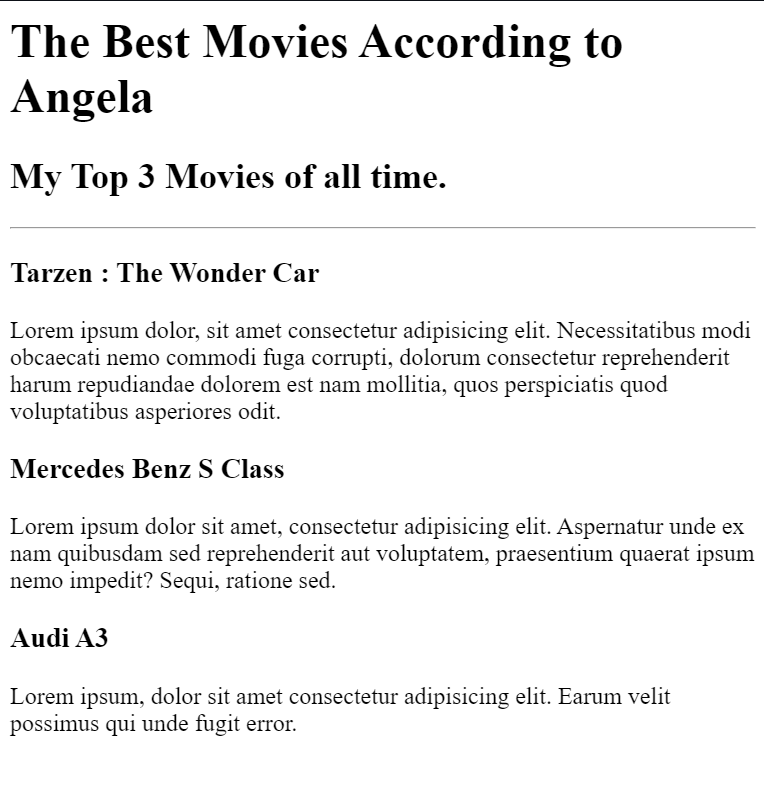 The Best Movies According to
Angela
My Top 3 Movies of all time.
Tarzen : The Wonder Car
Lorem ipsum dolor, sit amet consectetur adipisicing elit. Necessitatibus modi
obcaecati nemo commodi fuga corrupti, dolorum consectetur reprehenderit
harum repudiandae dolorem est nam mollitia, quos perspiciatis quod
voluptatibus asperiores odit.
Mercedes Benz S Class
Lorem ipsum dolor sit amet, consectetur adipisicing elit. Aspernatur unde ex
nam quibusdam sed reprehenderit aut voluptatem, praesentium quaerat ipsum
nemo impedit? Sequi, ratione sed.
Audi A3
Lorem ipsum, dolor sit amet consectetur adipisicing elit. Earum velit
possimus qui unde fugit error.